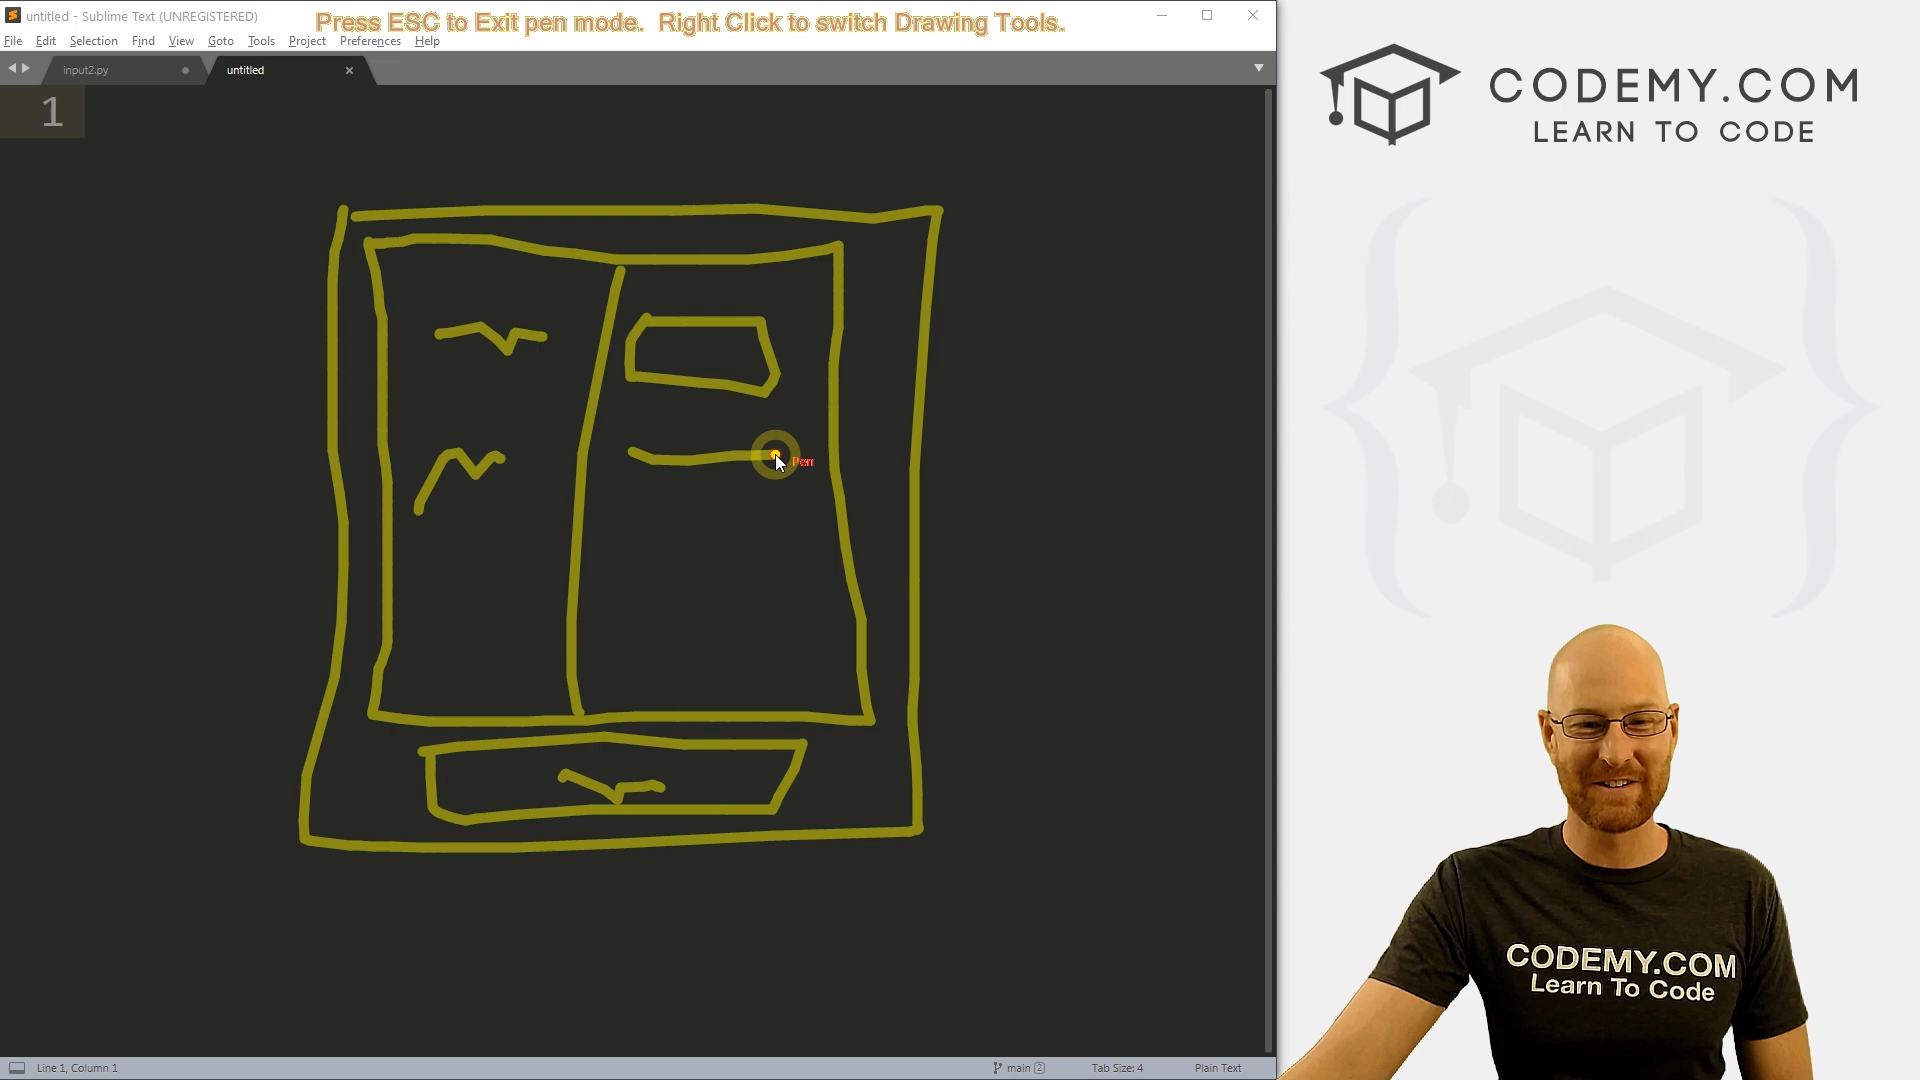 untitled - Sublime Text (UNREGISTERED)
Press ESC to Exit pen mode. Right Click to switch Drawing Tools.
File Edit Selection Find View Goto Tools Project Preferences Help
input2.py
untitled
1
Pen
Line 1, Column 1
main 2
Tab Size: 4
Plain Text
CODEMY.COM
LEARN TO CODE
CODEMY.COM
Learn To Code